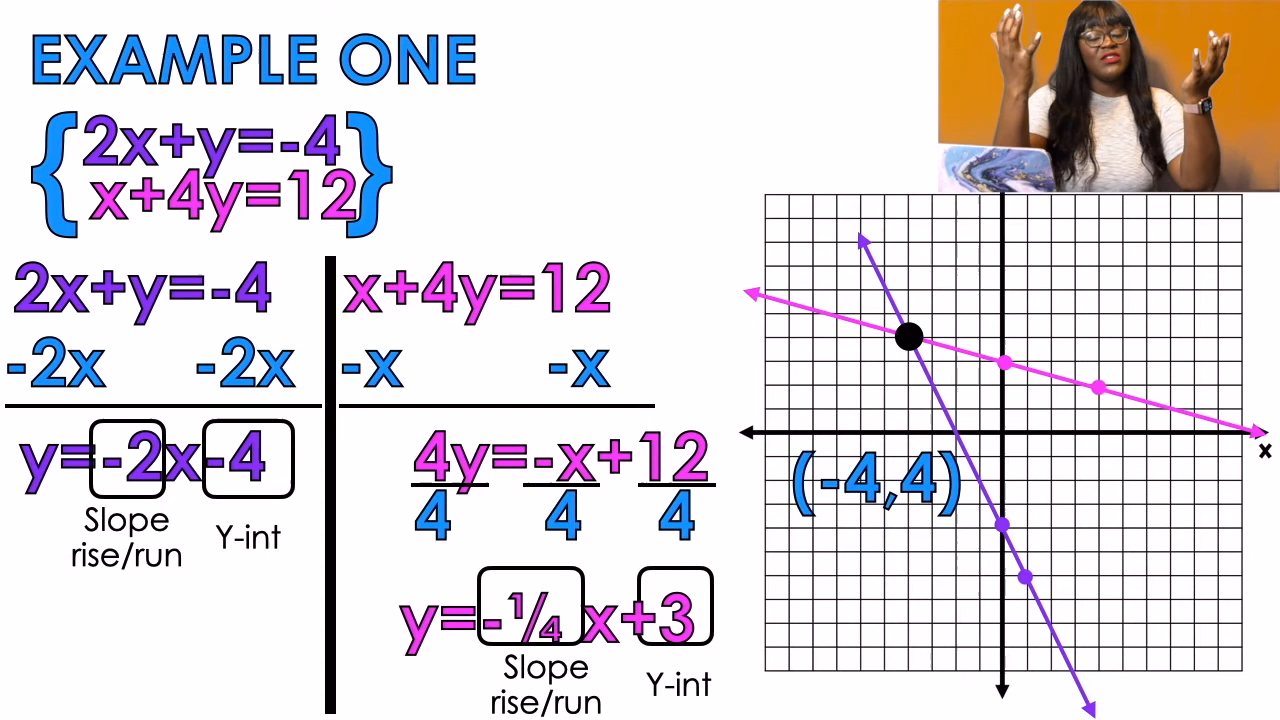 EXAMPLE ONE
{2x+y=-4
x+4y=12}
2x+y=-4
-2x -2x
y=-2x-4
Slope
rise/run
Y-int
x+4y=12
-x -x
4y=-x+12
4 4 4
y=-¼x+3
Slope
rise/run
Y-int
x
(-4,4)